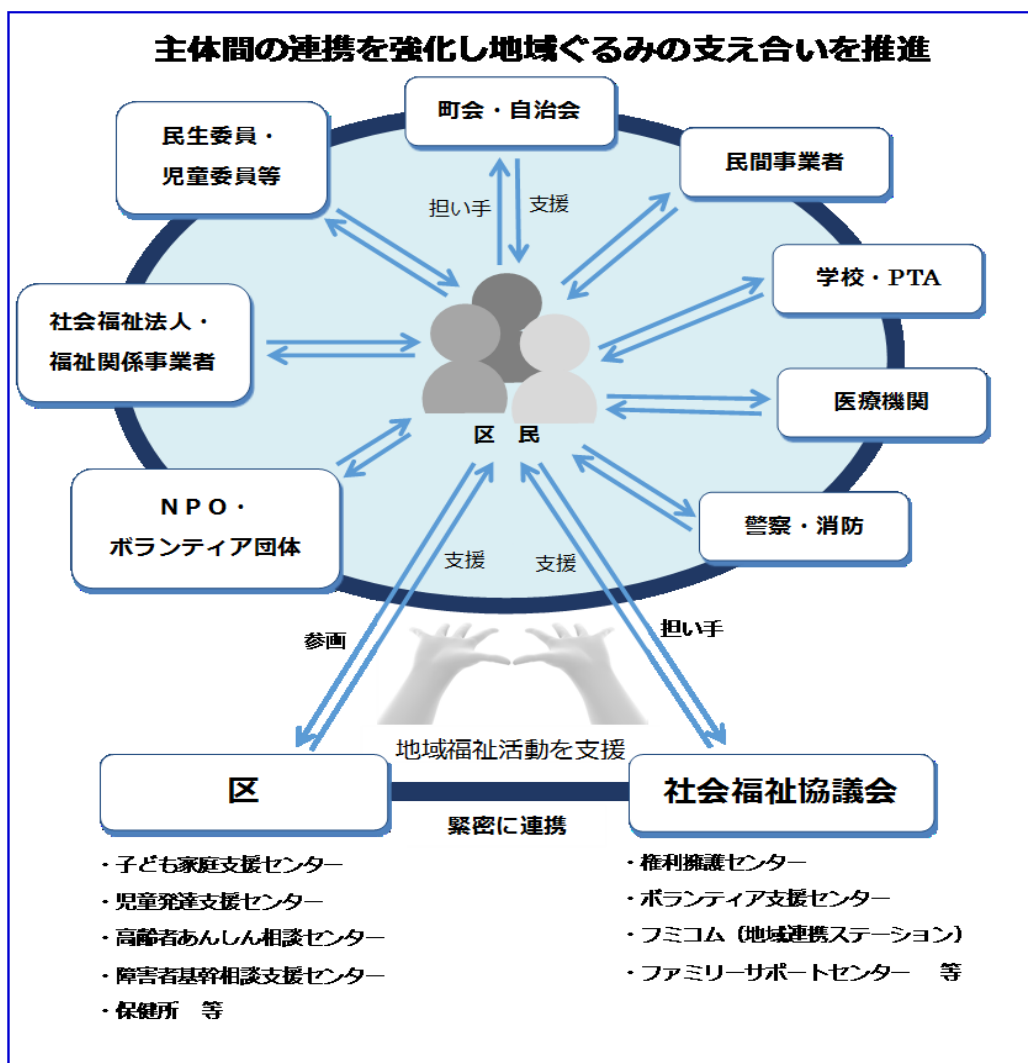 主体間の連携を強化し地域ぐるみの支え合いを推進
町会・自治会
民生委員・
児童委員等
民間事業者
担い手
支援
学校・PTA
社会福祉法人・
福祉関係事業者
医療機関
区 民
NPO・
ボランティア団体
警察・消防
支援
支援
参画
担い手
地域福祉活動を支援
区
社会福祉協議会
緊密に連携
・子ども家庭支援センター
・児童発達支援センター
・高齢者あんしん相談センター
・障害者基幹相談支援センター
・保健所 等
・権利擁護センター
・ボランティア支援センター
・フミコム（地域連携ステーション）
・ファミリーサポートセンター 等